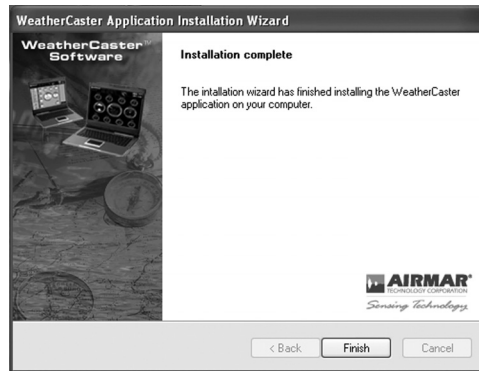 WeatherCaster Application Installation Wizard
WeatherCaster™
Software
Installation complete
The intallation wizard has finished installing the WeatherCaster
application on your computer.
AIRMAR®
TECHNOLOGY CORPORATION
Sensing Technology
< Back
Finish
Cancel